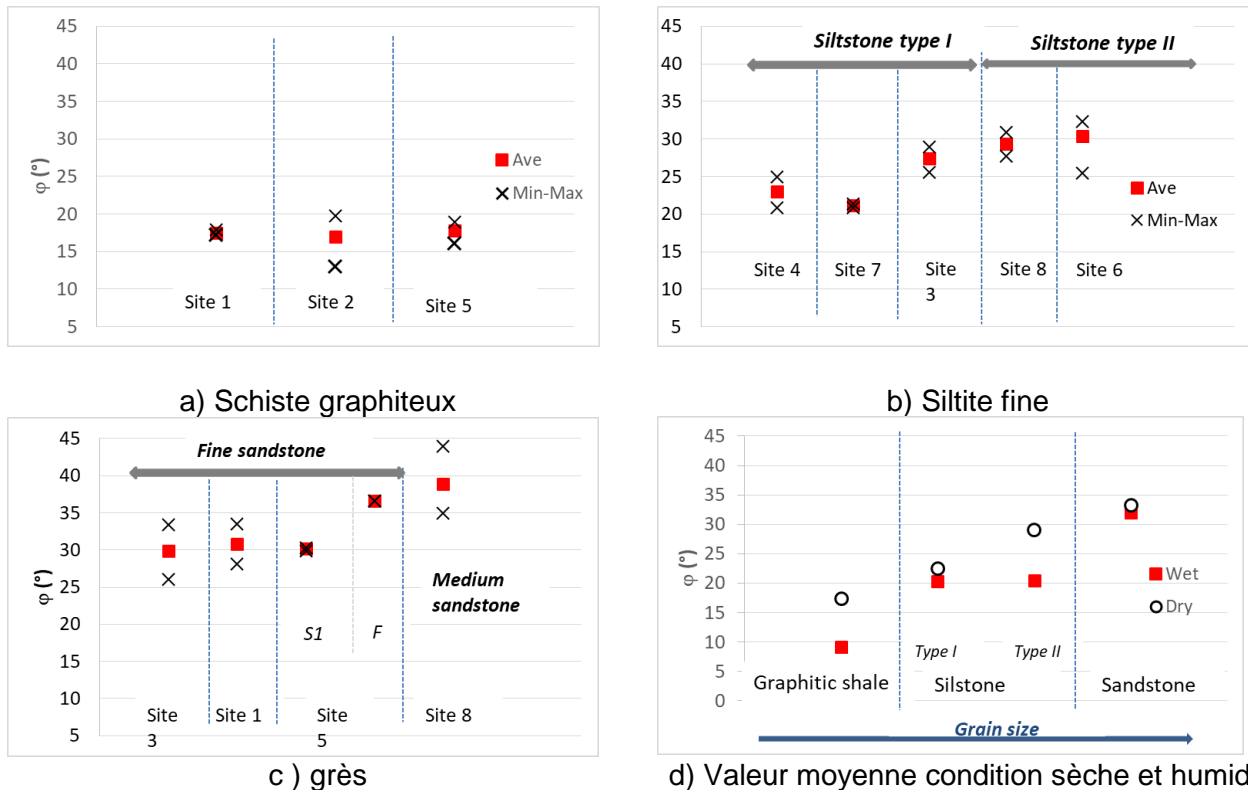 45
40
35
30
25
20
15
10
5
φ (°)
Ave
Min-Max
Site 1
Site 2
Site 5
a) Schiste graphiteux
45
40
35
30
25
20
15
10
5
Siltstone type I
Siltstone type II
Ave
Min-Max
Site 4
Site 7
Site
3
Site 8
Site 6
b) Siltite fine
45
40
35
30
25
20
15
10
5
φ (°)
Fine sandstone
Medium
sandstone
S1
F
Site
3
Site 1
Site
5
Site 8
c ) grès
45
40
35
30
25
20
15
10
5
0
φ (°)
Wet
Dry
Type I
Type II
Graphitic shale
Silstone
Sandstone
Grain size
d) Valeur moyenne condition sèche et humid